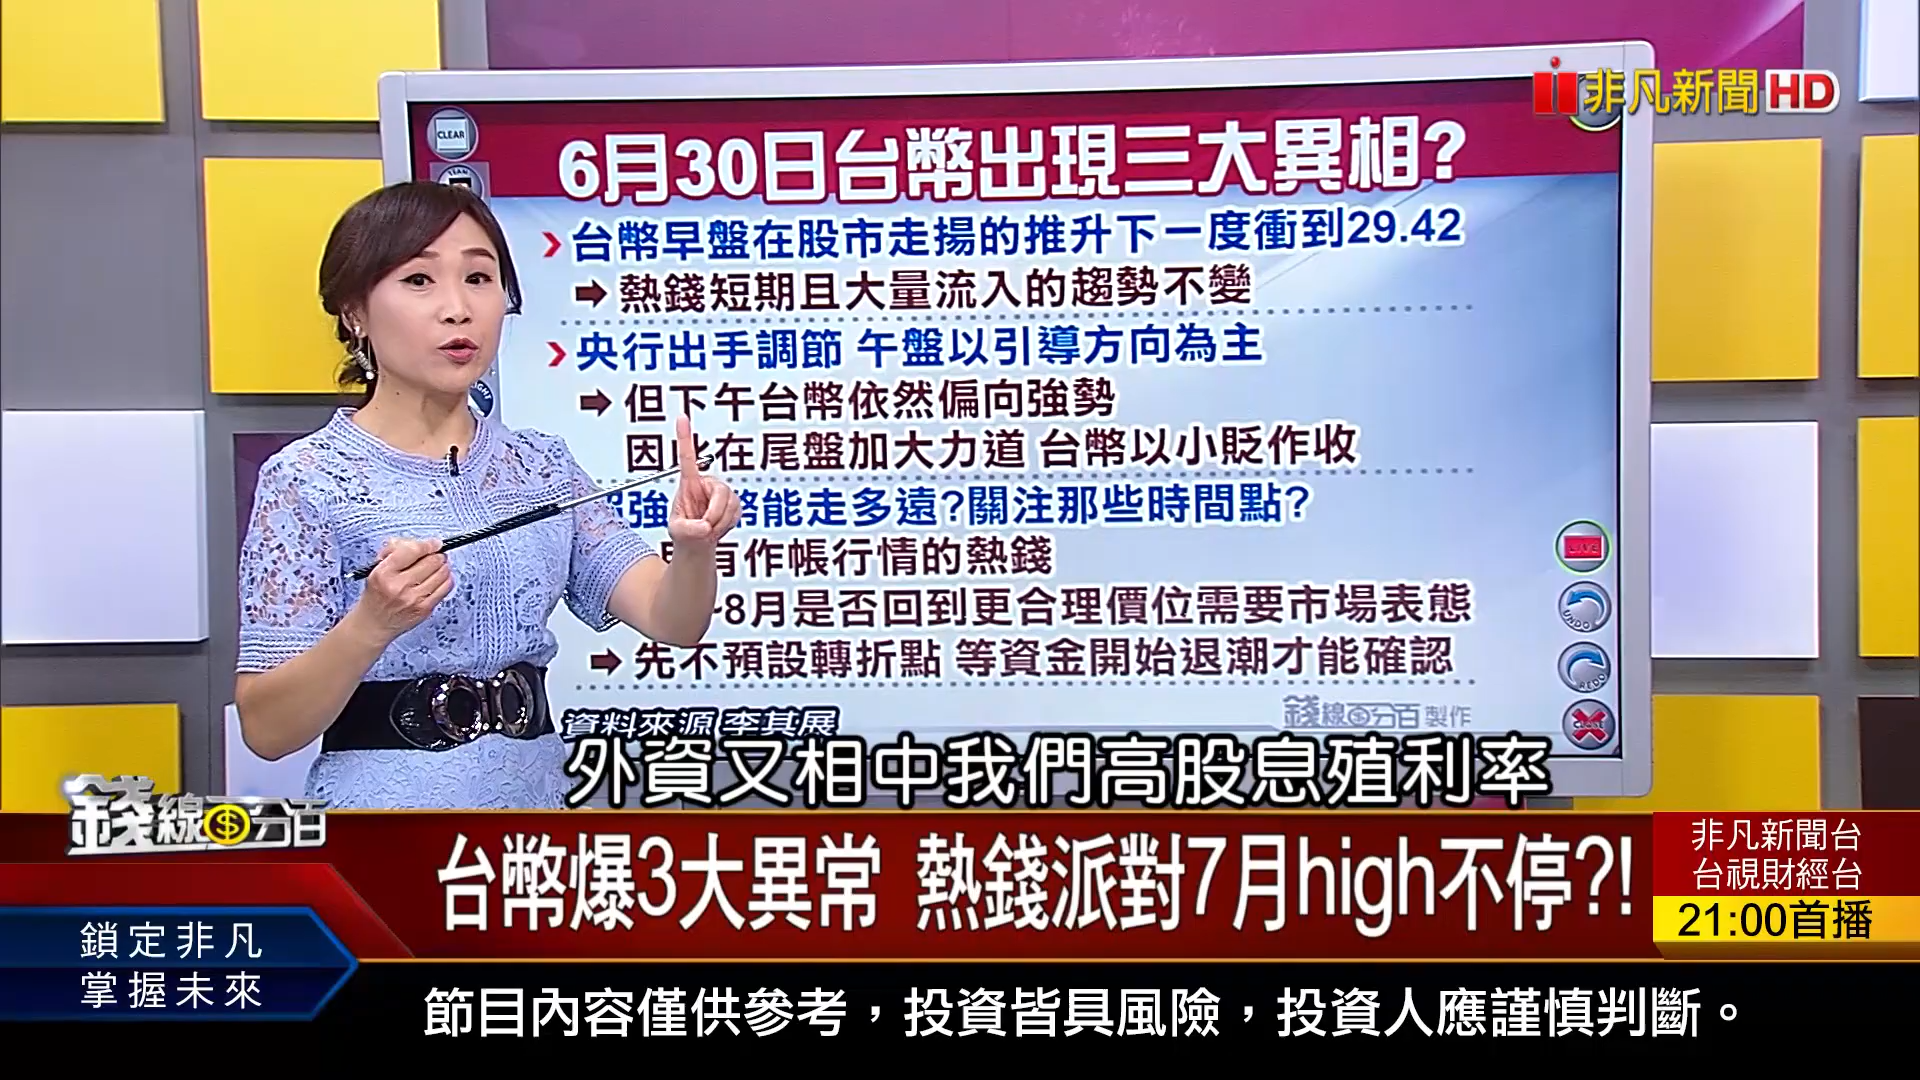 非凡新聞HD
CLEAR
6月30日台幣出現三大異相?
台幣早盤在股市走揚的推升下一度衝到29.42
熱錢短期且大量流入的趨勢不變
央行出手調節 午盤以引導方向為主
但下午台幣依然偏向強勢
因此在尾盤加大力道 台幣以小貶作收
強 幣能走多遠?關注那些時間點?
有作帳行情的熱錢
~8月是否回到更合理價位需要市場表態
先不預設轉折點 等資金開始退潮才能確認
LIVE
UNDO
REDO
CLOSE
資料來源 李其展
錢線百分百 製作
外資又相中我們高股息殖利率
錢線百分百
台幣爆3大異常 熱錢派對7月high不停?!
非凡新聞台
台視財經台
21:00首播
鎖定非凡
掌握未來
節目內容僅供參考，投資皆具風險，投資人應謹慎判斷。